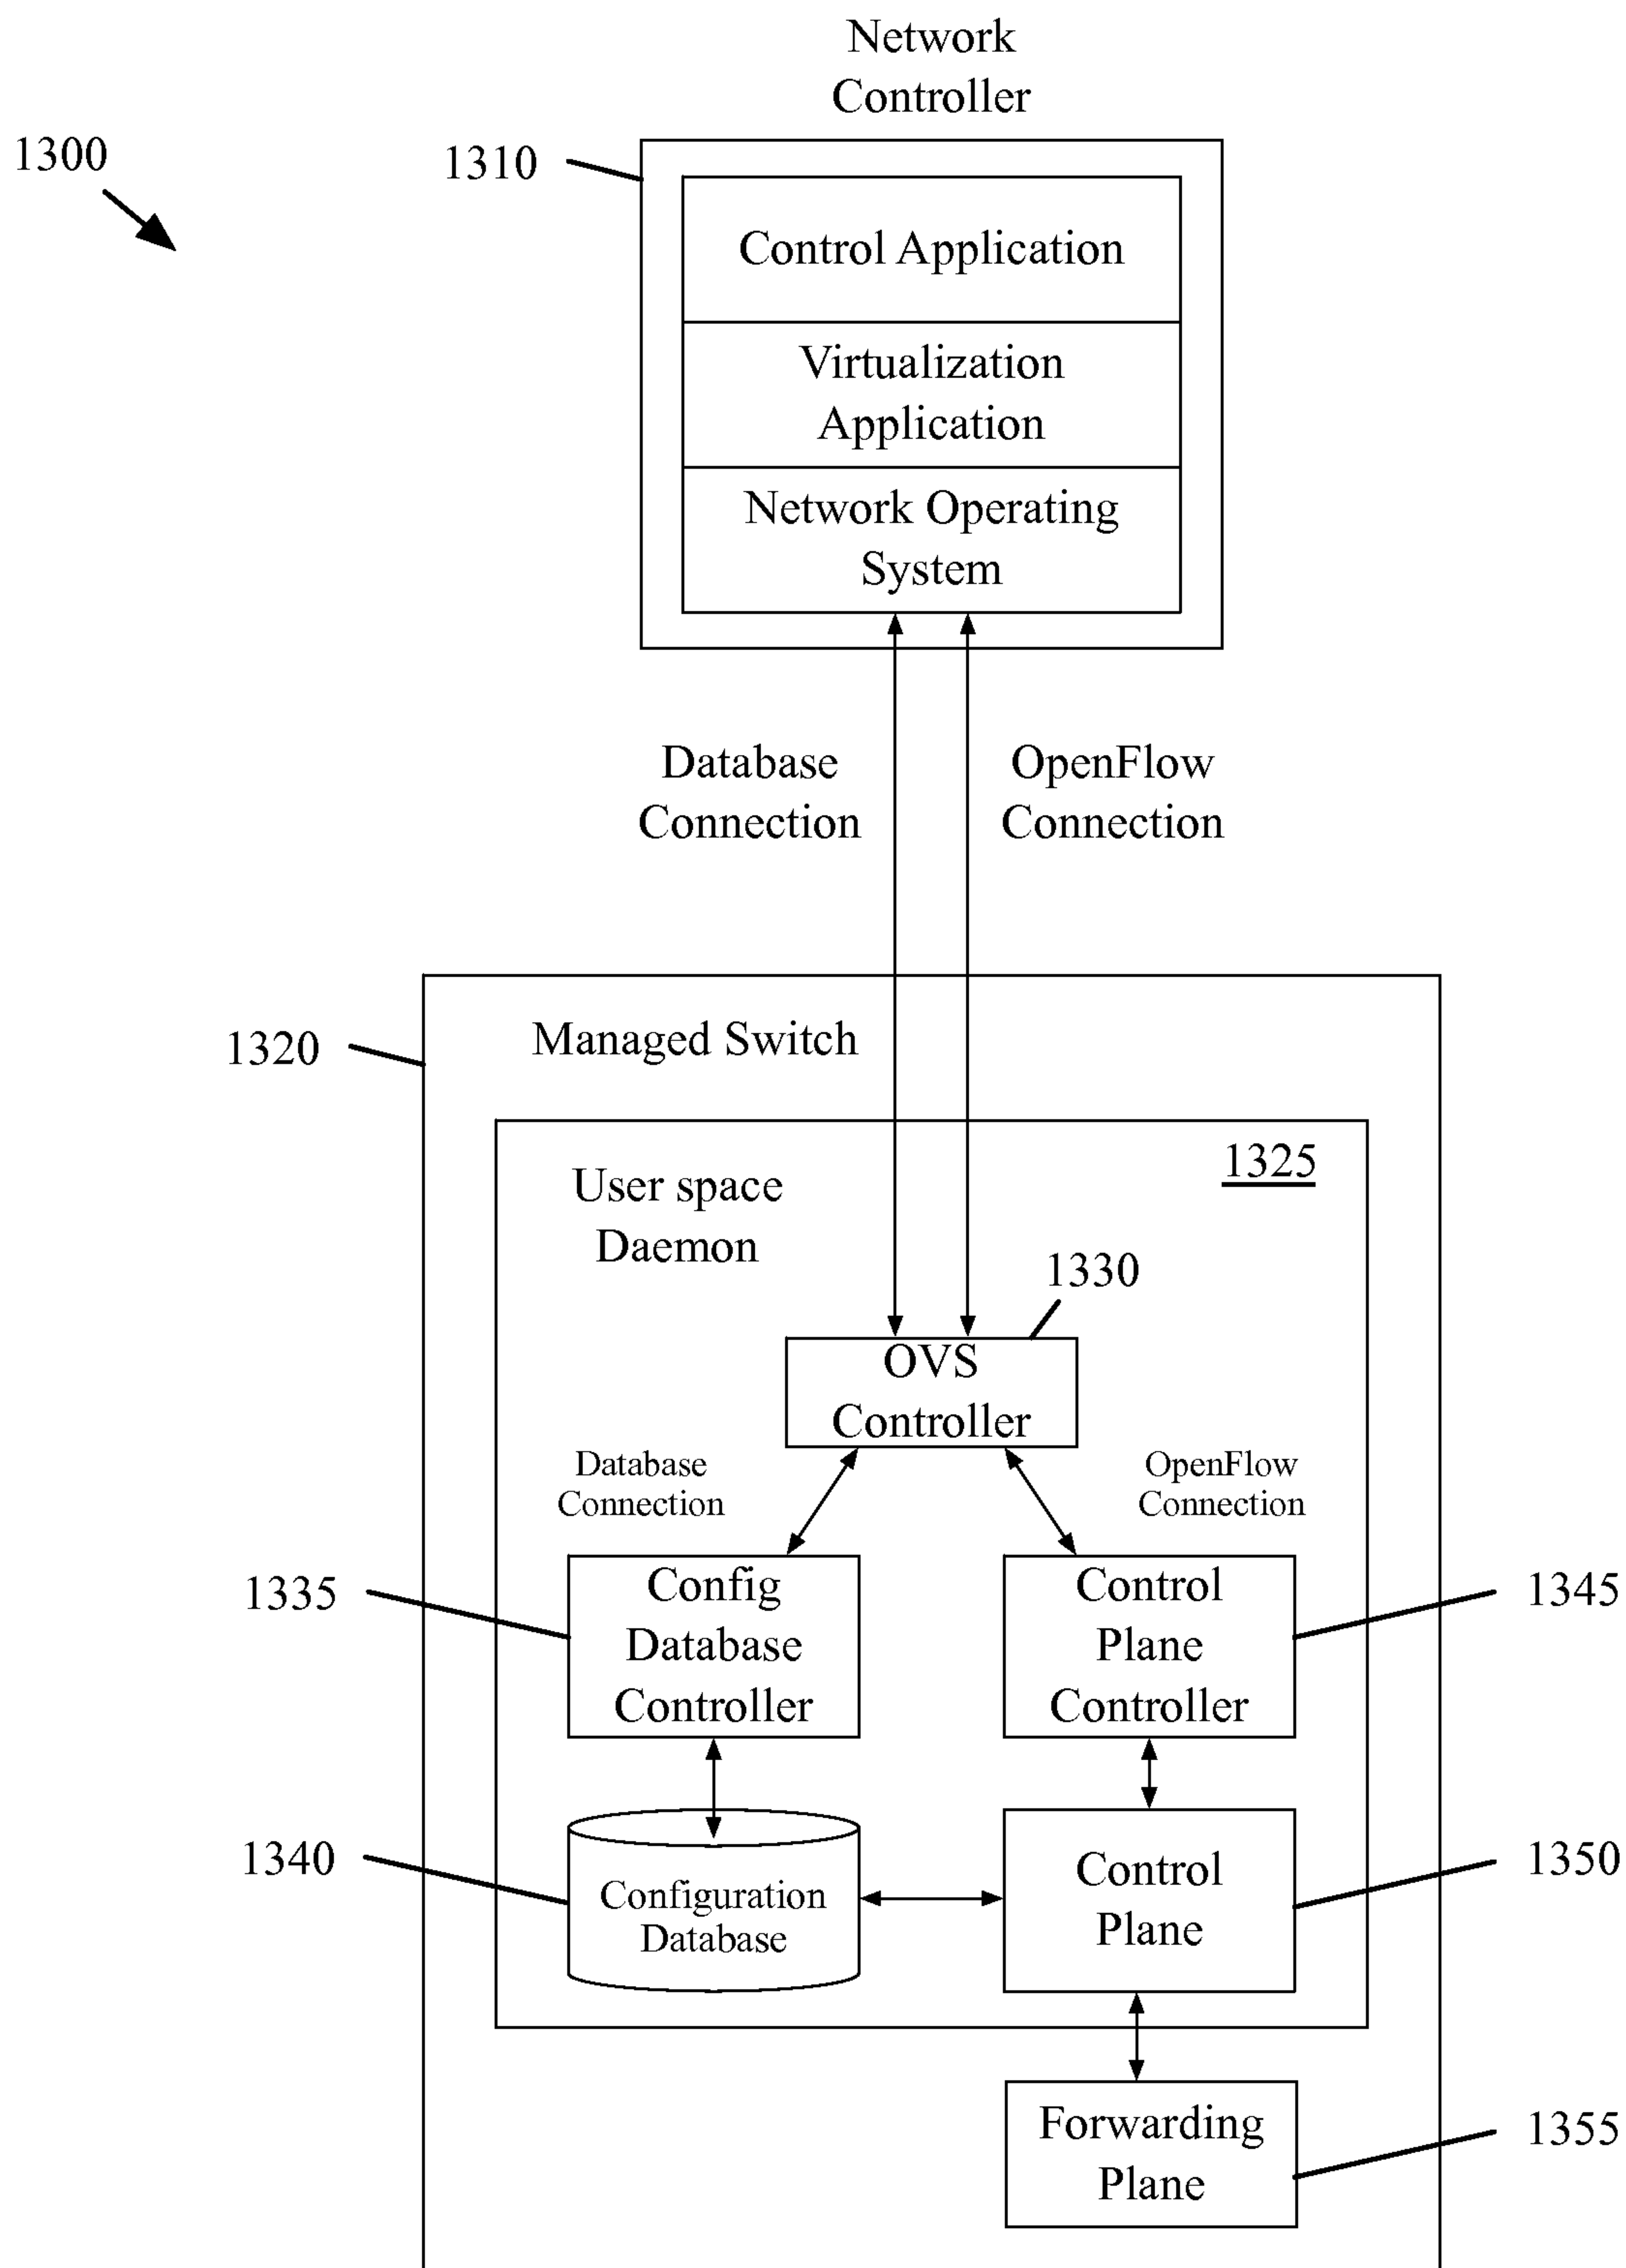 Network
Controller
1300
1310
Control Application
Virtualization
Application
Network Operating
System
Database
Connection
OpenFlow
Connection
1320
Managed Switch
1325
User space
Daemon
1330
OVS
Controller
Database
Connection
OpenFlow
Connection
1335
Config
Database
Controller
Control
Plane
Controller
1345
1340
Configuration
Database
Control
Plane
1350
Forwarding
Plane
1355